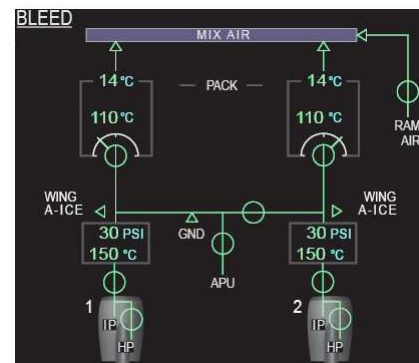 BLEED
MIX AIR
14 °C PACK 14 °C
110 °C 110 °C
RAM
AIR
WING
A-ICE
WING
A-ICE
GND
30 PSI 30 PSI
150 °C 150 °C
APU
1 2
IP IP
HP HP